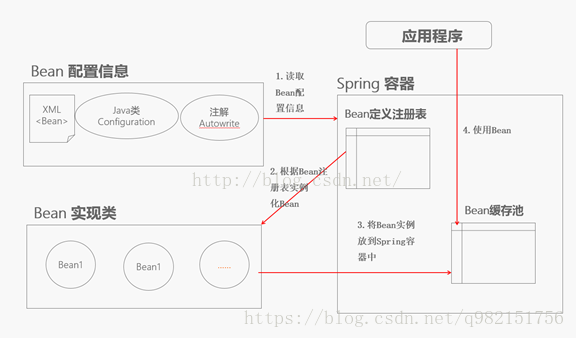 应用程序
Bean 配置信息
XML
<Bean>
Java类
Configuration
注解
Autowrite
1.读取
Bean配
置信息
Spring 容器
Bean定义注册表
4.使用Bean
2.根据Bean注
册表实例
化Bean
http://blog.csdn.net/
Bean 实现类
Bean1
Bean1
......
3.将Bean实例
放到Spring容
器中
Bean缓存池
https://blog.csdn.net/q982151756